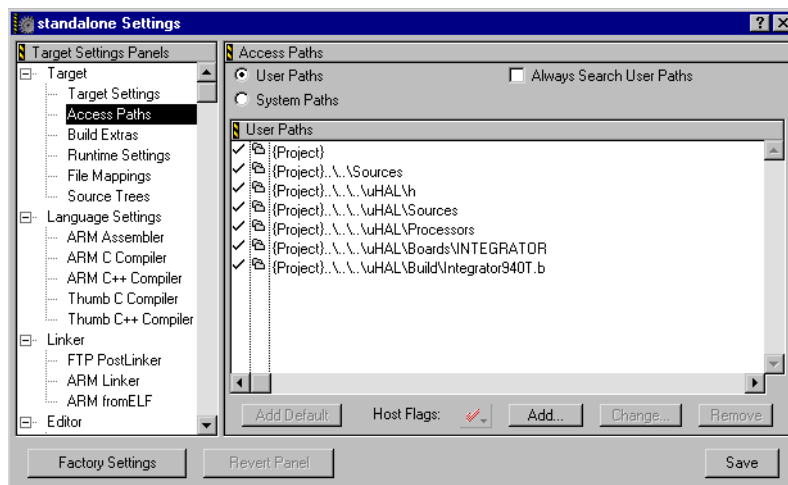 standalone Settings
Target Settings Panels
Target
Target Settings
Access Paths
Build Extras
Runtime Settings
File Mappings
Source Trees
Language Settings
ARM Assembler
ARM C Compiler
ARM C++ Compiler
Thumb C Compiler
Thumb C++ Compiler
Linker
FTP PostLinker
ARM Linker
ARM fromELF
Editor
Access Paths
User Paths
Always Search User Paths
System Paths
User Paths
{Project}
{Project}..\..\Sources
{Project}..\..\..\uHAL\h
{Project}..\..\..\uHAL\Sources
{Project}..\..\..\uHAL\Processors
{Project}..\..\..\uHAL\Boards\INTEGRATOR
{Project}..\..\..\uHAL\Build\Integrator940T.b
Add Default
Host Flags:
Add...
Change...
Remove
Factory Settings
Revert Panel
Save